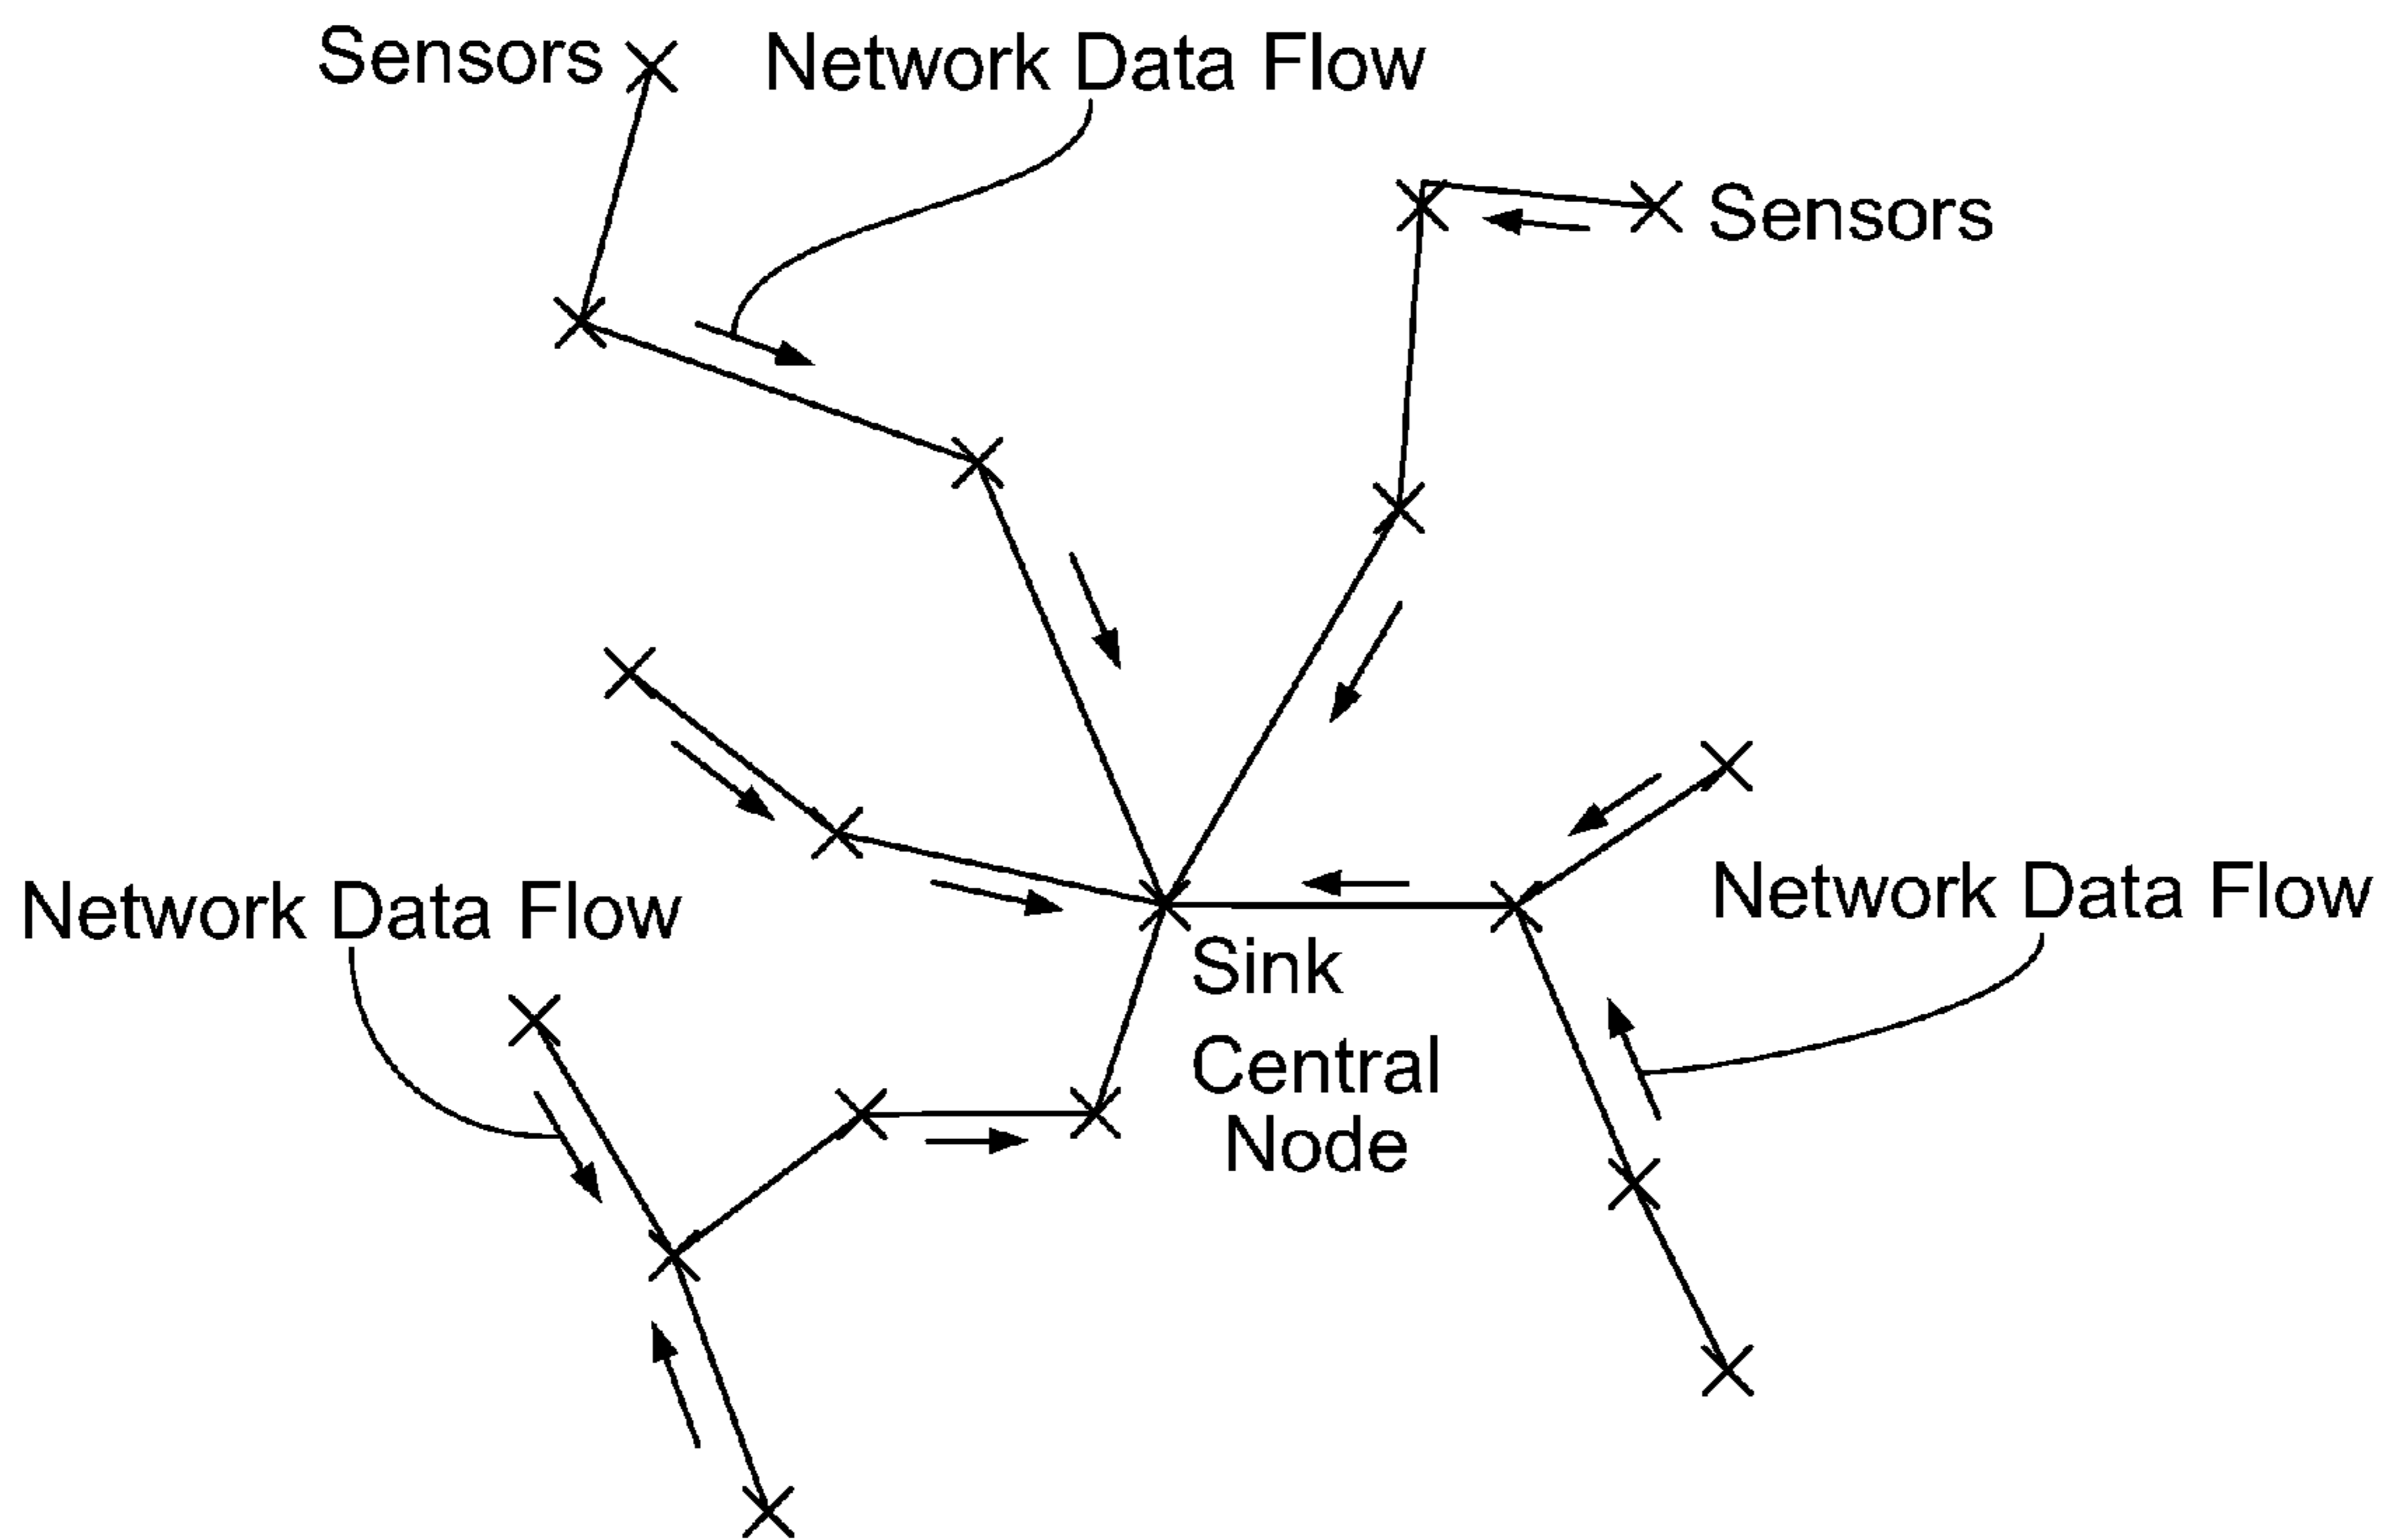 Sensors
Network Data Flow
Sensors
Network Data Flow
Network Data Flow
Sink
Central
Node